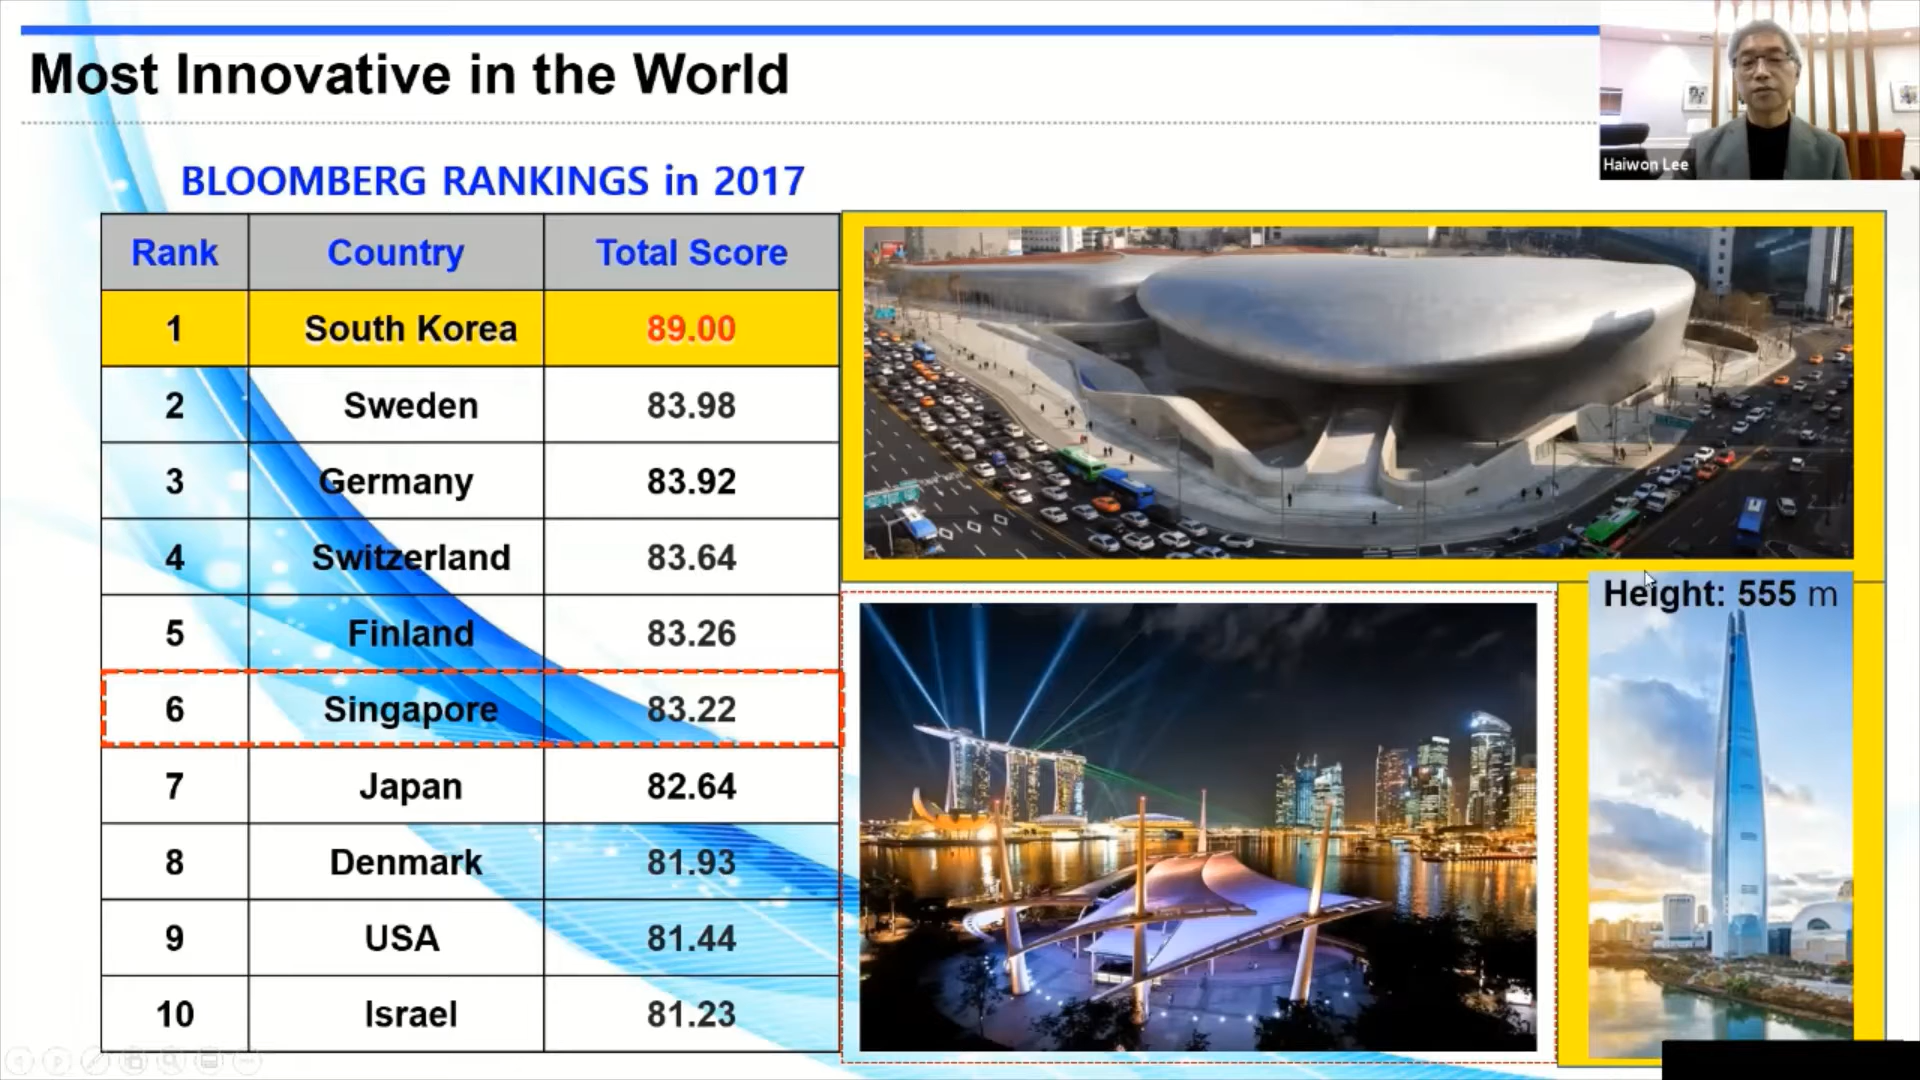 Most Innovative in the World
Haiwon Lee
BLOOMBERG RANKINGS in 2017
Rank Country Total Score
1 South Korea 89.00
2 Sweden 83.98
3 Germany 83.92
4 Switzerland 83.64
5 Finland 83.26
6 Singapore 83.22
7 Japan 82.64
8 Denmark 81.93
9 USA 81.44
10 Israel 81.23
Height: 555 m